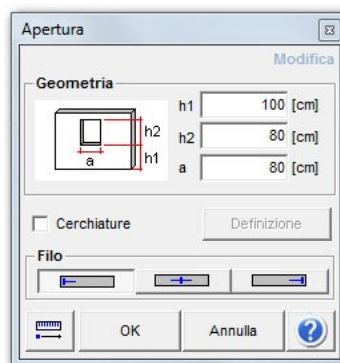 Apertura
Modifica
Geometria
h1 100 [cm]
h2 80 [cm]
a 80 [cm]
h2
h1
a
Cerchiature
Definizione
Filo
OK
Annulla
?